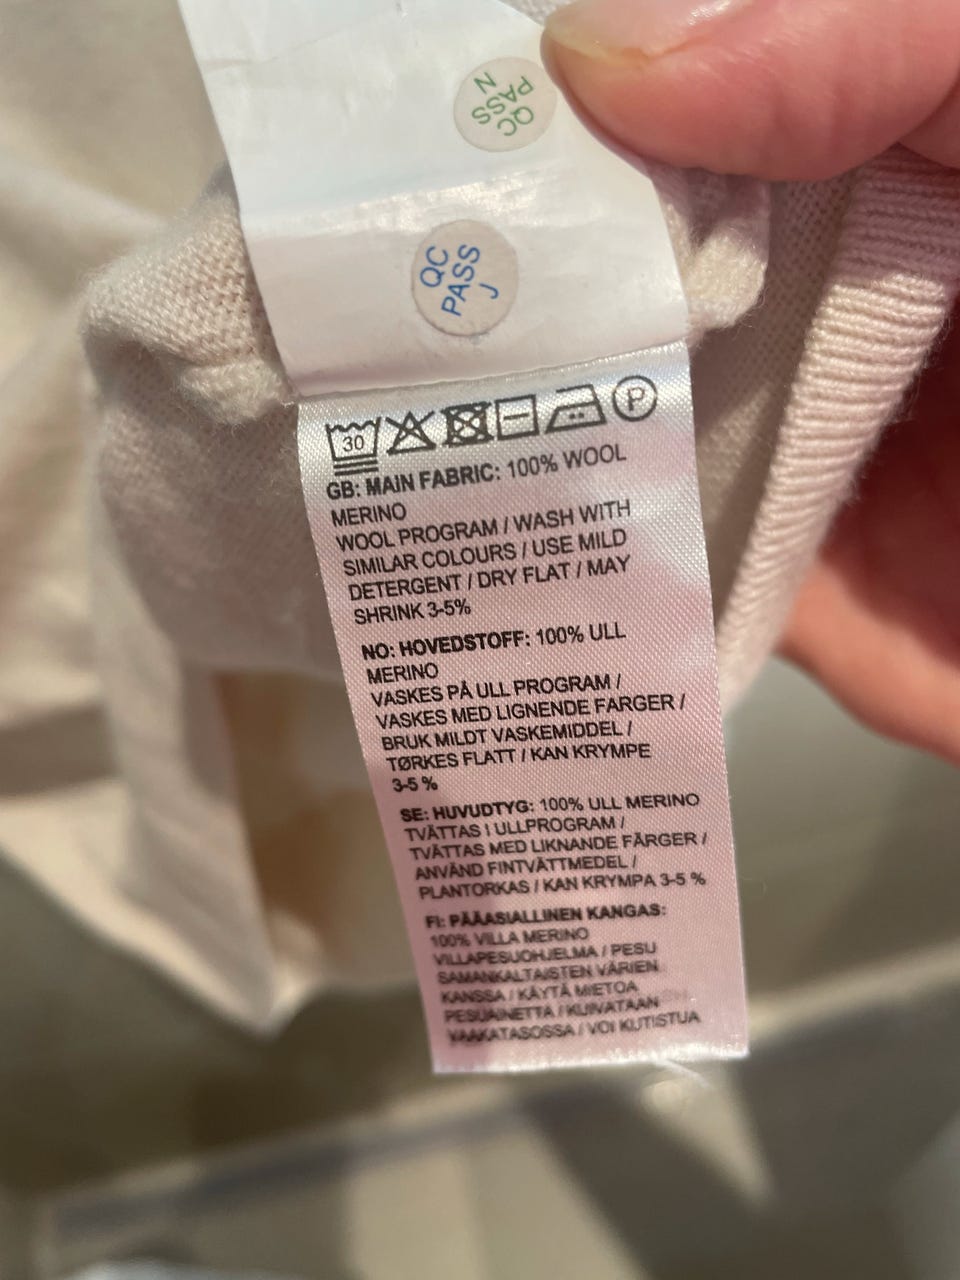 QC
PASS
N
QC
PASS
J
30
P
GB: MAIN FABRIC: 100% WOOL
MERINO
WOOL PROGRAM / WASH WITH
SIMILAR COLOURS / USE MILD
DETERGENT / DRY FLAT / MAY
SHRINK 3-5%
NO: HOVEDSTOFF: 100% ULL
MERINO
VASKES PÅ ULL PROGRAM /
VASKES MED LIGNENDE FARGER /
BRUK MILDT VASKEMIDDEL /
TØRKES FLATT / KAN KRYMPE
3-5 %
SE: HUVUDTYG: 100% ULL MERINO
TVÄTTAS I ULLPROGRAM /
TVÄTTAS MED LIKNANDE FÄRGER /
ANVÄND FINTVÄTTMEDEL /
PLANTORKAS / KAN KRYMPA 3-5 %
FI: PÄÄASIALLINEN KANGAS:
100% VILLA MERINO
VILLAPESUOHJELMA / PESU
SAMANKALTAISTEN VÄRIEN
KANSSA / KÄYTÄ MIETOA
PESUAINETTA / KUIVATAAN
VAAKATASOSSA / VOI KUTISTUA